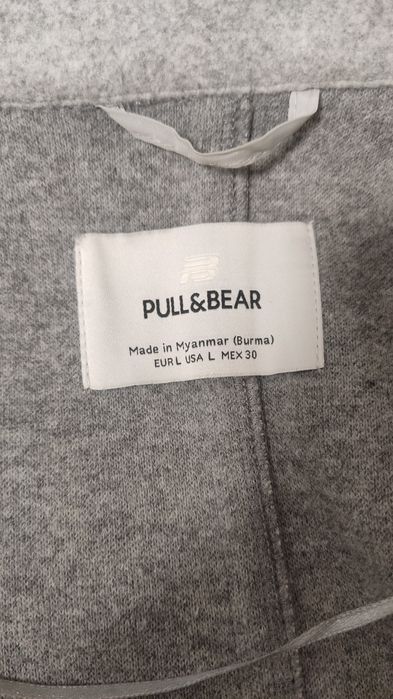 PULL&BEAR
Made in Myanmar (Burma)
EUR L USA L MEX 30